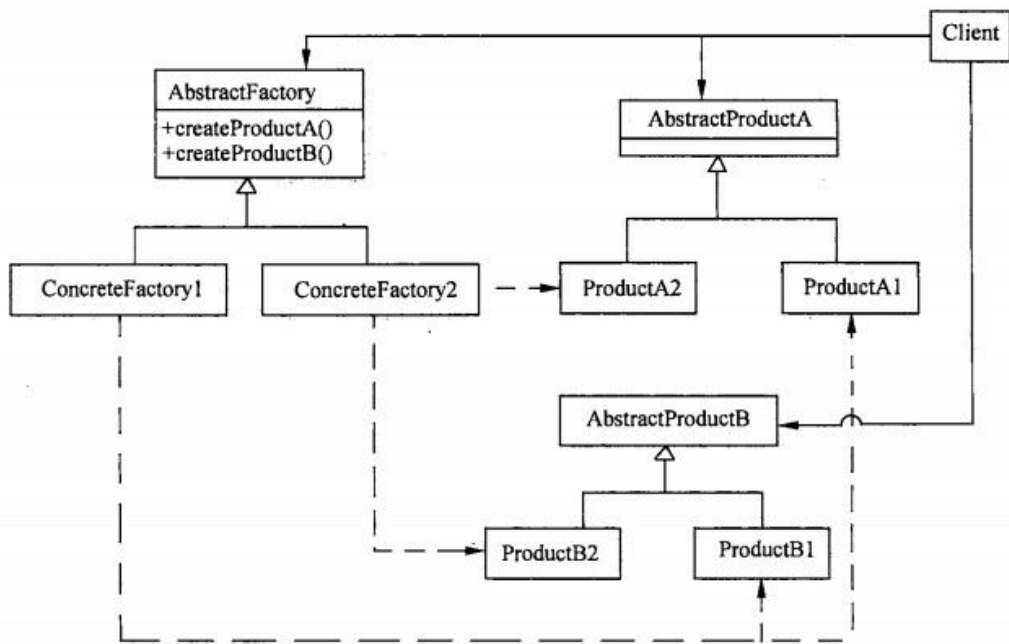 Client
AbstractFactory
+createProductA()
+createProductB()
AbstractProductA
ConcreteFactory1
ConcreteFactory2
ProductA2
ProductA1
AbstractProductB
ProductB2
ProductB1